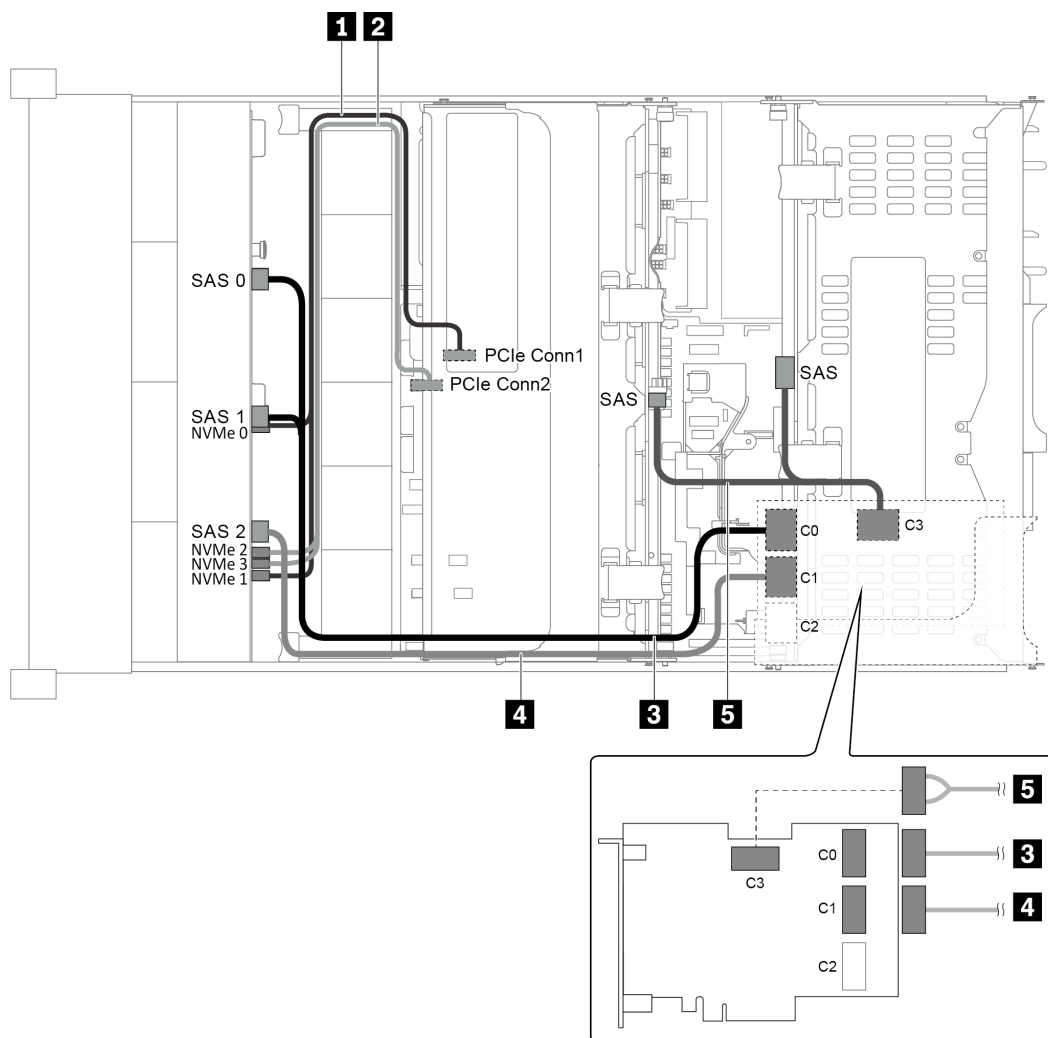 1 2
SAS 0
PCIe Conn1
SAS
PCIe Conn2
SAS
SAS 1
NVMe 0
SAS 2
C0
C3
NVMe 2
NVMe 3
NVMe 1
C1
C2
4 3 5
5
C3
C0
3
C1
4
C2